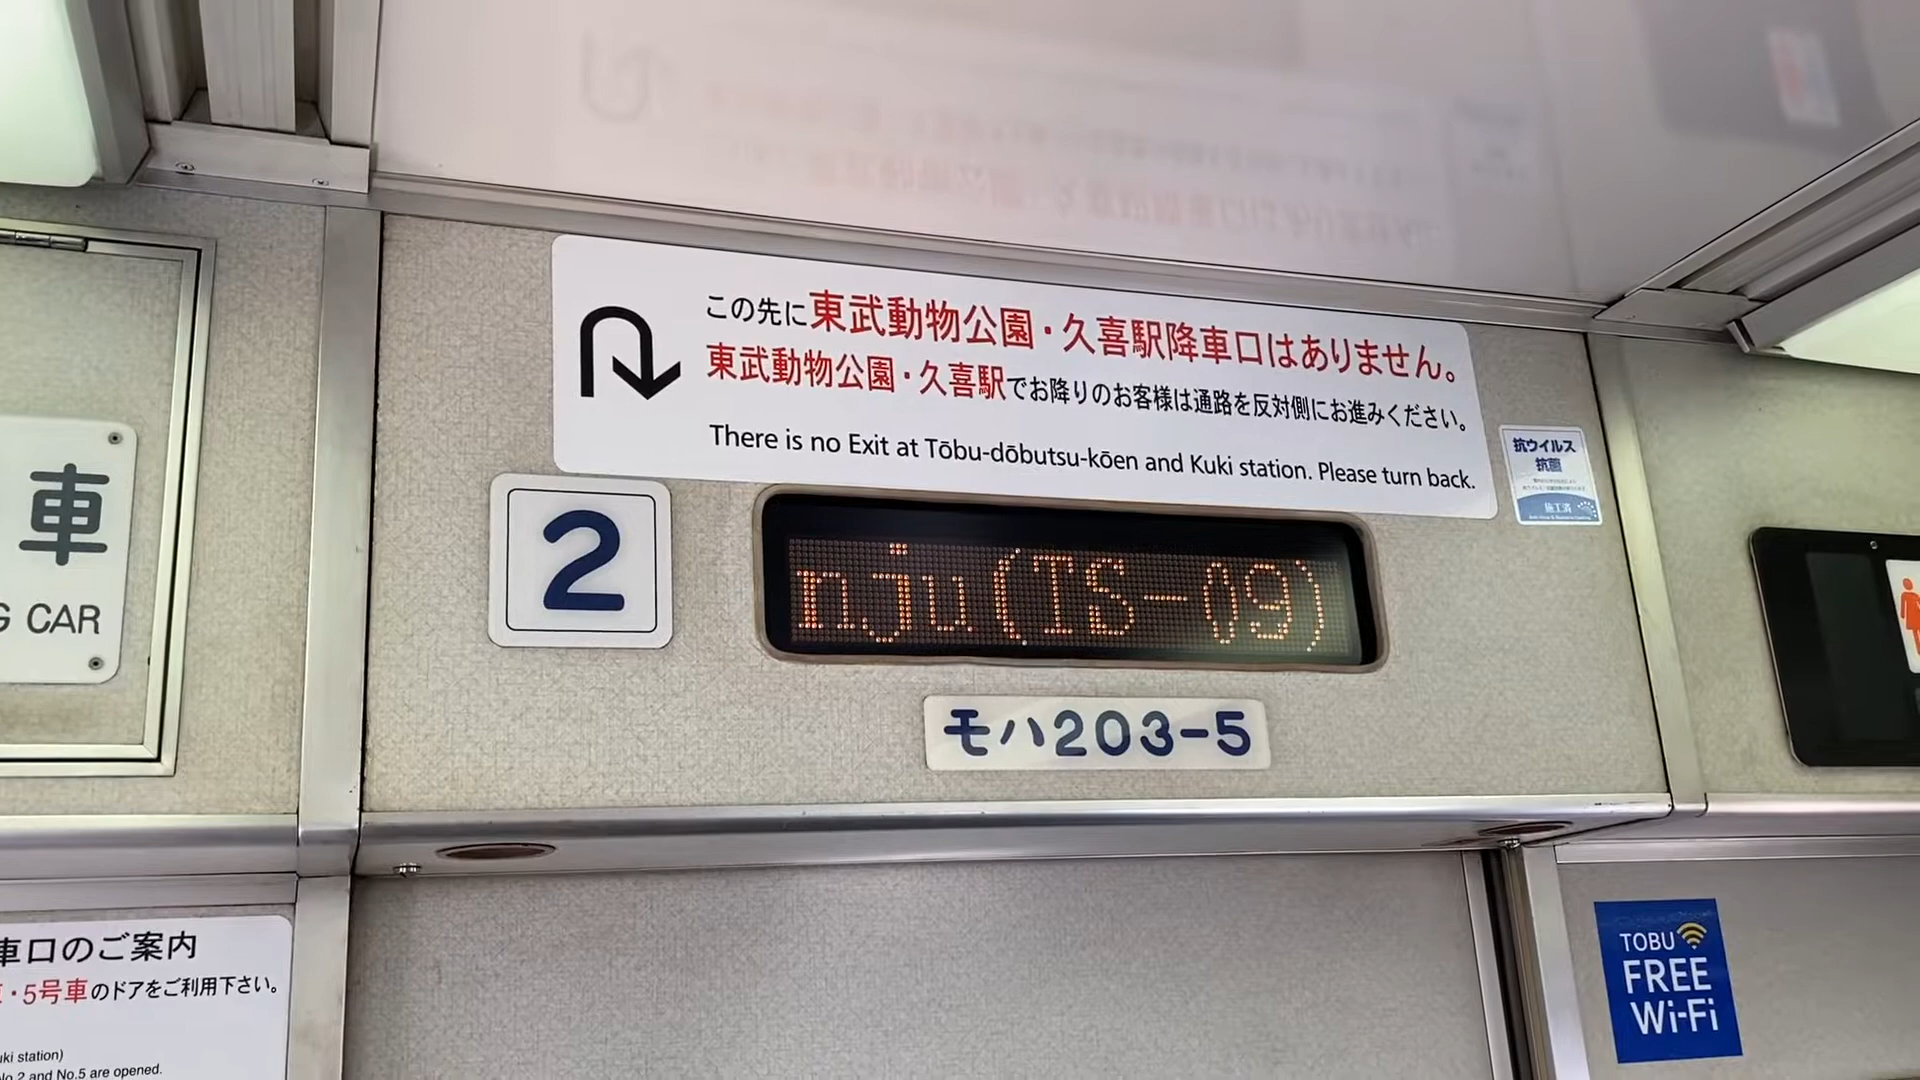 この先に東武動物公園・久喜駅降車口はありません。
東武動物公園・久喜駅でお降りのお客様は通路を反対側にお進みください。
There is no Exit at Tōbu-dōbutsu-kōen and Kuki station. Please turn back.
抗ウイルス
抗菌
施工済
2
nju(TS-09)
モハ203-5
車
G CAR
車口のご案内
・5号車のドアをご利用下さい。
uki station)
No.2 and No.5 are opened.
TOBU
FREE
Wi-Fi